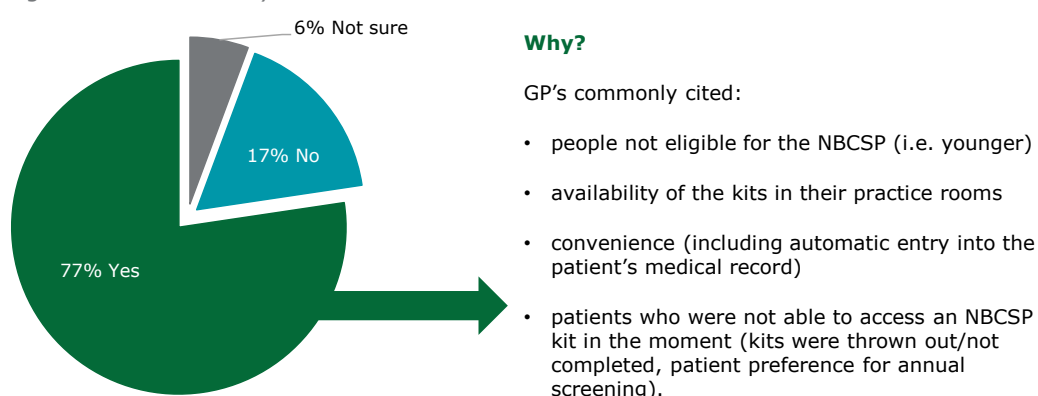 6% Not sure
17% No
77% Yes
Why?
GP's commonly cited:
• people not eligible for the NBCSP (i.e. younger)
• availability of the kits in their practice rooms
• convenience (including automatic entry into the
patient's medical record)
• patients who were not able to access an NBCSP
kit in the moment (kits were thrown out/not
completed, patient preference for annual
screening).